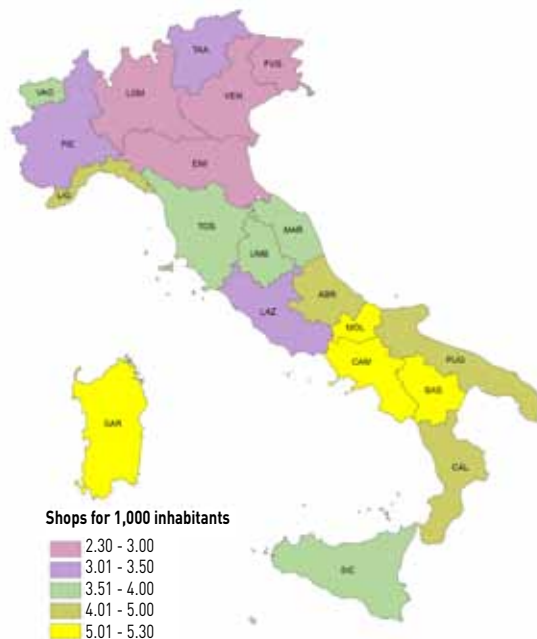 TAA
FVG
VAO
LOM
VEN
PIE
EMI
LIG
TOS
MAR
UMB
ABR
LAZ
MOL
PUG
CAM
BAS
SAR
CAL
SIC
Shops for 1,000 inhabitants
2.30 - 3.00
3.01 - 3.50
3.51 - 4.00
4.01 - 5.00
5.01 - 5.30